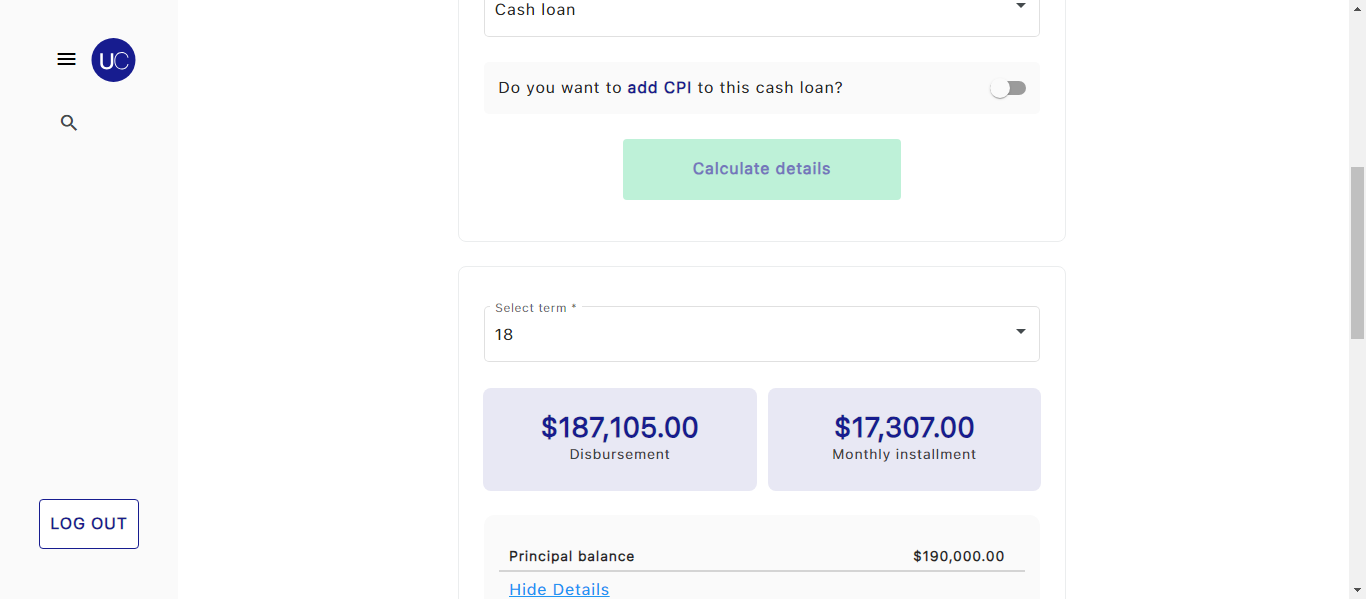 Cash loan
UC
Do you want to add CPI to this cash loan?
Calculate details
Select term *
18
$187,105.00
Disbursement
$17,307.00
Monthly installment
LOG OUT
Principal balance $190,000.00
Hide Details